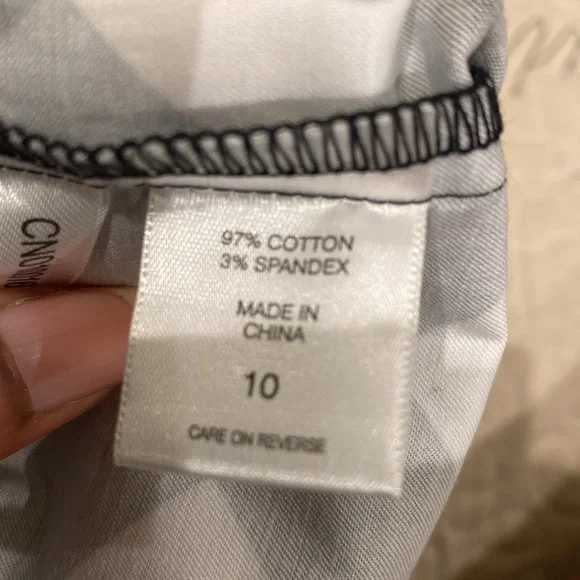 97% COTTON
3% SPANDEX
MADE IN
CHINA
10
CARE ON REVERSE